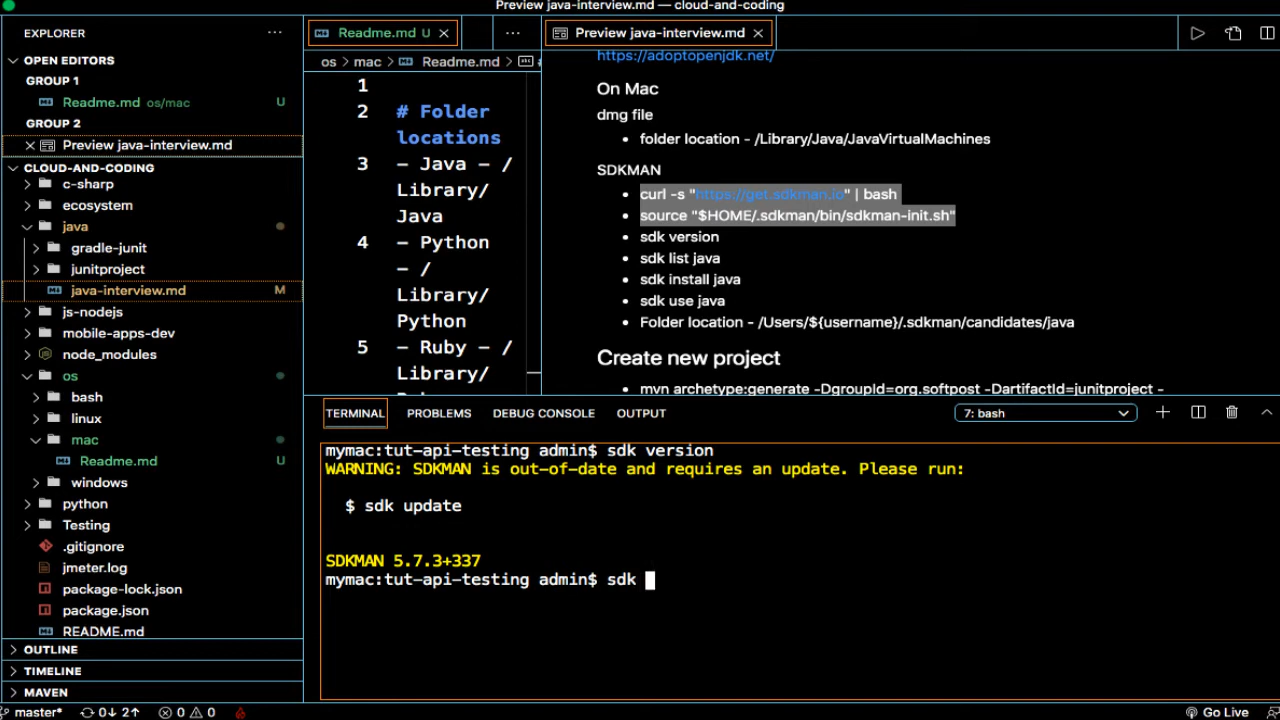 Preview java-interview.md — cloud-and-coding
EXPLORER
OPEN EDITORS
GROUP 1
Readme.md os/mac U
GROUP 2
Preview java-interview.md
CLOUD-AND-CODING
c-sharp
ecosystem
java
gradle-junit
junitproject
java-interview.md M
js-nodejs
mobile-apps-dev
node_modules
os
bash
linux
mac
Readme.md U
windows
python
Testing
.gitignore
jmeter.log
package-lock.json
package.json
README.md
OUTLINE
TIMELINE
MAVEN
Readme.md U
os > mac > Readme.md >
1
2 # Folder
locations
3 - Java - /
Library/
Java
4 - Python
- /
Library/
Python
5 - Ruby - /
Library/
Preview java-interview.md
https://adoptopenjdk.net/
On Mac
dmg file
• folder location - /Library/Java/JavaVirtualMachines
SDKMAN
• curl -s "https://get.sdkman.io" | bash
• source "$HOME/.sdkman/bin/sdkman-init.sh"
• sdk version
• sdk list java
• sdk install java
• sdk use java
• Folder location - /Users/${username}/.sdkman/candidates/java
Create new project
• mvn archetype:generate -DgroupId=org.softpost -DartifactId=junitproject -
TERMINAL PROBLEMS DEBUG CONSOLE OUTPUT 7: bash
mymac:tut-api-testing admin$ sdk version
WARNING: SDKMAN is out-of-date and requires an update. Please run:
$ sdk update
SDKMAN 5.7.3+337
mymac:tut-api-testing admin$ sdk
master* 0↓ 2↑ 0 0 Go Live